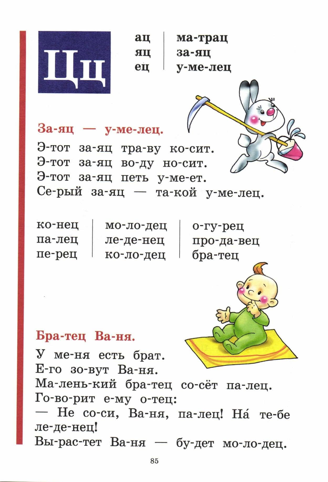 Цц
ац ма-трац
яц за-яц
ец у-ме-лец
За-яц — у-ме-лец.
Э-тот за-яц тра-ву ко-сит.
Э-тот за-яц во-ду но-сит.
Э-тот за-яц петь у-ме-ет.
Се-рый за-яц — та-кой у-ме-лец.
ко-нец мо-ло-дец о-гу-рец
па-лец ле-де-нец про-да-вец
пе-рец ко-ло-дец бра-тец
Бра-тец Ва-ня.
У ме-ня есть брат.
Е-го зо-вут Ва-ня.
Ма-лень-кий бра-тец со-сёт па-лец.
Го-во-рит е-му о-тец:
— Не со-си, Ва-ня, па-лец! На́ те-бе
ле-де-нец!
Вы-рас-тет Ва-ня — бу-дет мо-ло-дец.
85